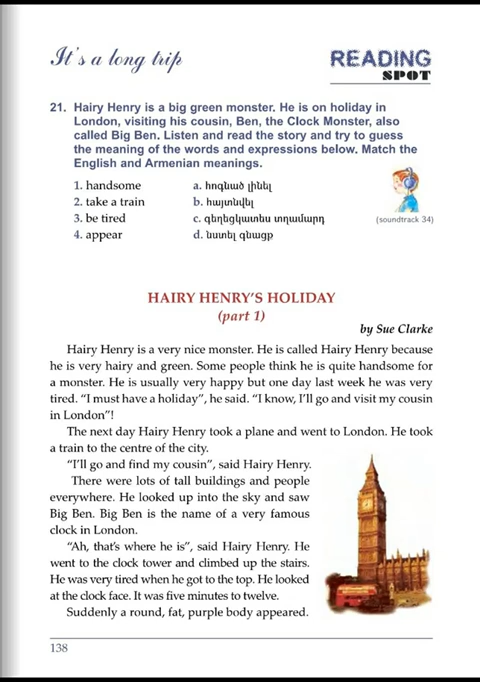 It's a long trip
READING
SPOT
21. Hairy Henry is a big green monster. He is on holiday in
London, visiting his cousin, Ben, the Clock Monster, also
called Big Ben. Listen and read the story and try to guess
the meaning of the words and expressions below. Match the
English and Armenian meanings.
1. handsome a. հոգնած լինել
2. take a train b. հայտնվել
3. be tired c. գեղեցկատես տղամարդ
4. appear d. նստել գնացք
(soundtrack 34)
HAIRY HENRY'S HOLIDAY
(part 1)
by Sue Clarke
Hairy Henry is a very nice monster. He is called Hairy Henry because
he is very hairy and green. Some people think he is quite handsome for
a monster. He is usually very happy but one day last week he was very
tired. “I must have a holiday”, he said. “I know, I'll go and visit my cousin
in London”!
The next day Hairy Henry took a plane and went to London. He took
a train to the centre of the city.
“I'll go and find my cousin”, said Hairy Henry.
There were lots of tall buildings and people
everywhere. He looked up into the sky and saw
Big Ben. Big Ben is the name of a very famous
clock in London.
“Ah, that's where he is”, said Hairy Henry. He
went to the clock tower and climbed up the stairs.
He was very tired when he got to the top. He looked
at the clock face. It was five minutes to twelve.
Suddenly a round, fat, purple body appeared.
138